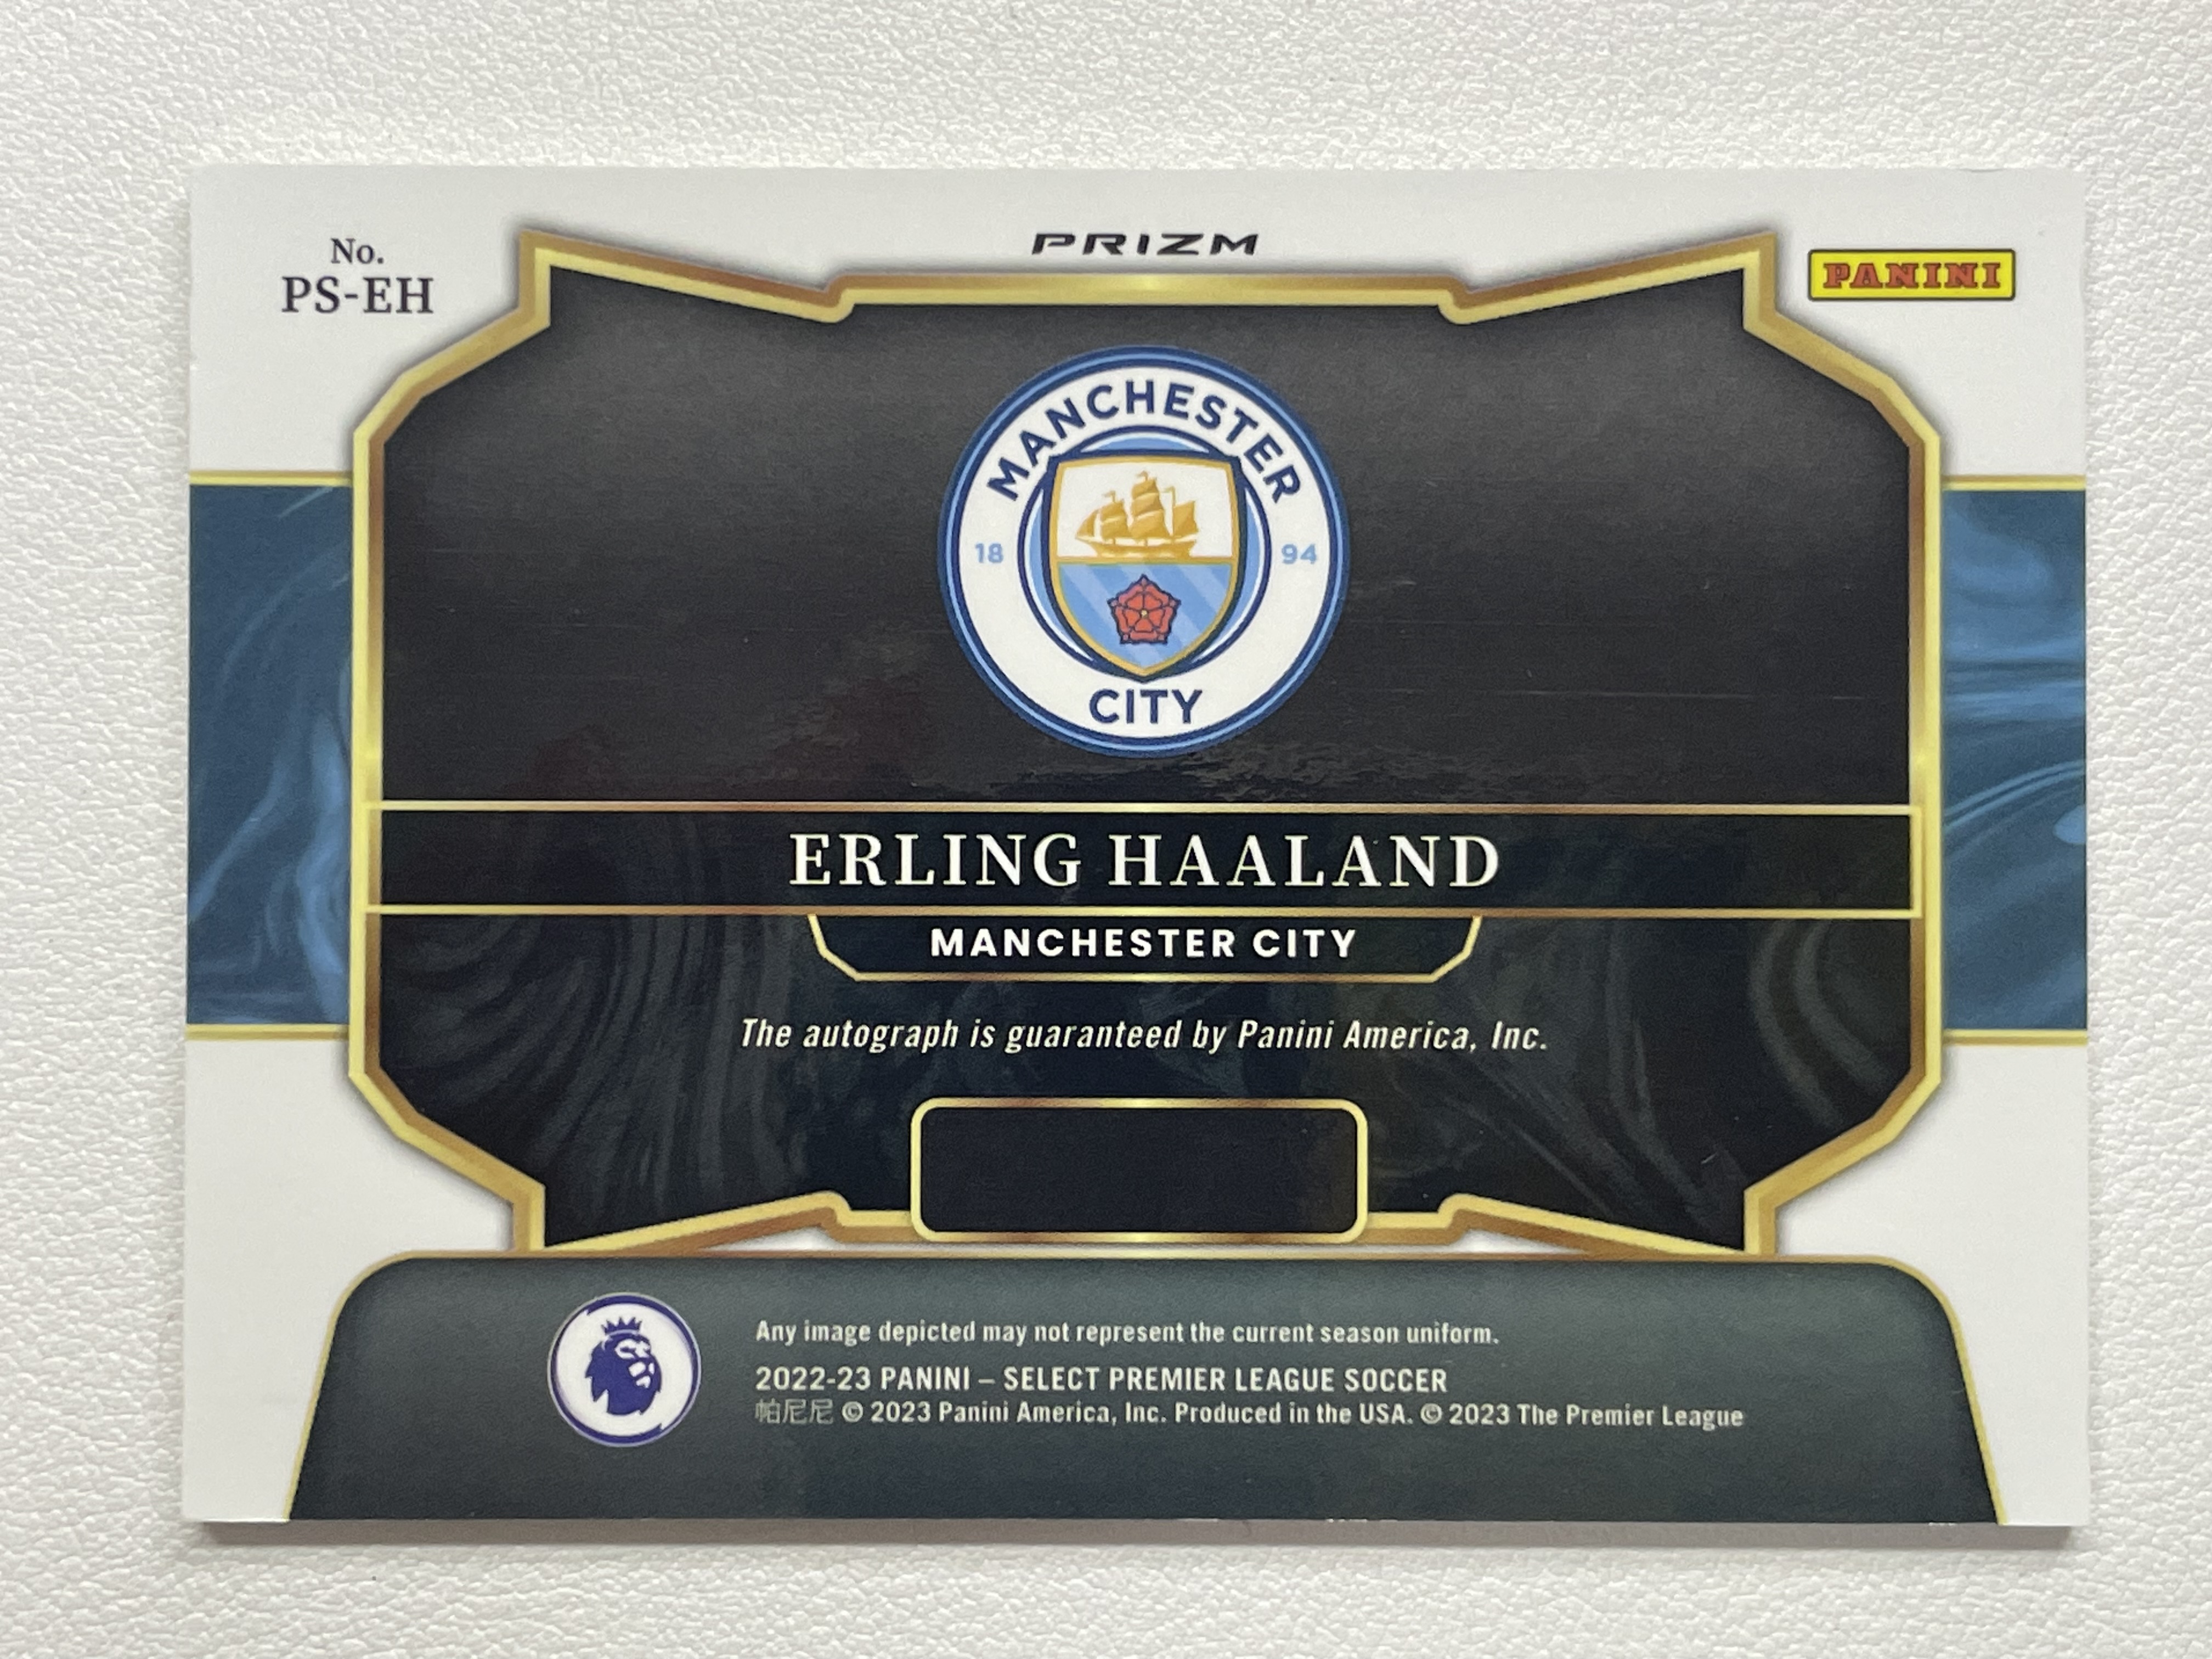 No.
PS-EH
PRIZM
PANINI
MANCHESTER
18 94
CITY
ERLING HAALAND
MANCHESTER CITY
The autograph is guaranteed by Panini America, Inc.
Any image depicted may not represent the current season uniform.
2022-23 PANINI – SELECT PREMIER LEAGUE SOCCER
帕尼尼 © 2023 Panini America, Inc. Produced in the USA. © 2023 The Premier League